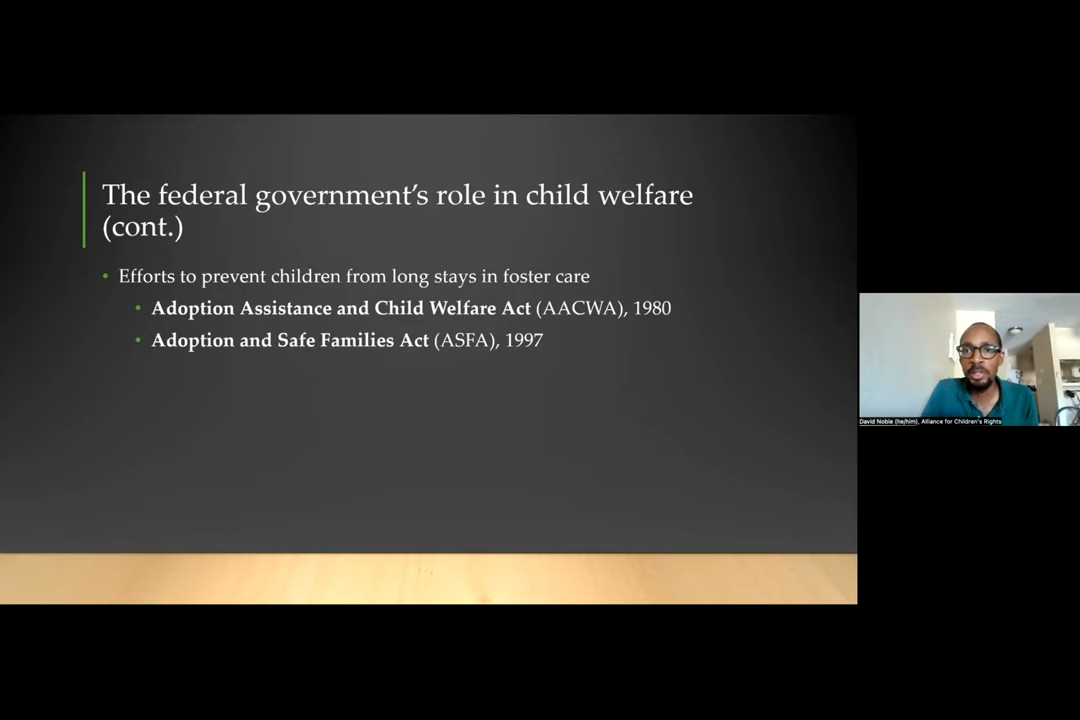 The federal government’s role in child welfare
(cont.)
• Efforts to prevent children from long stays in foster care
• Adoption Assistance and Child Welfare Act (AACWA), 1980
• Adoption and Safe Families Act (ASFA), 1997
David Noble (he/him), Alliance for Children's Rights